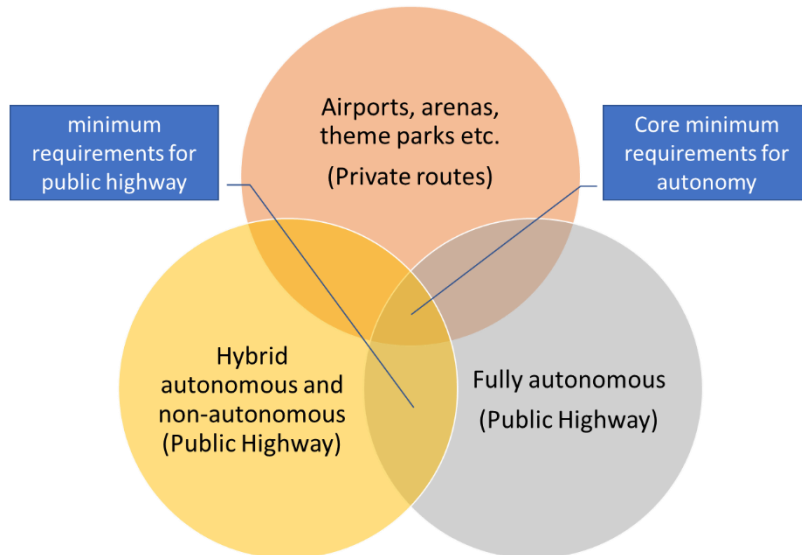 Airports, arenas,
theme parks etc.
(Private routes)
minimum
requirements for
public highway
Core minimum
requirements for
autonomy
Hybrid
autonomous and
non-autonomous
(Public Highway)
Fully autonomous
(Public Highway)